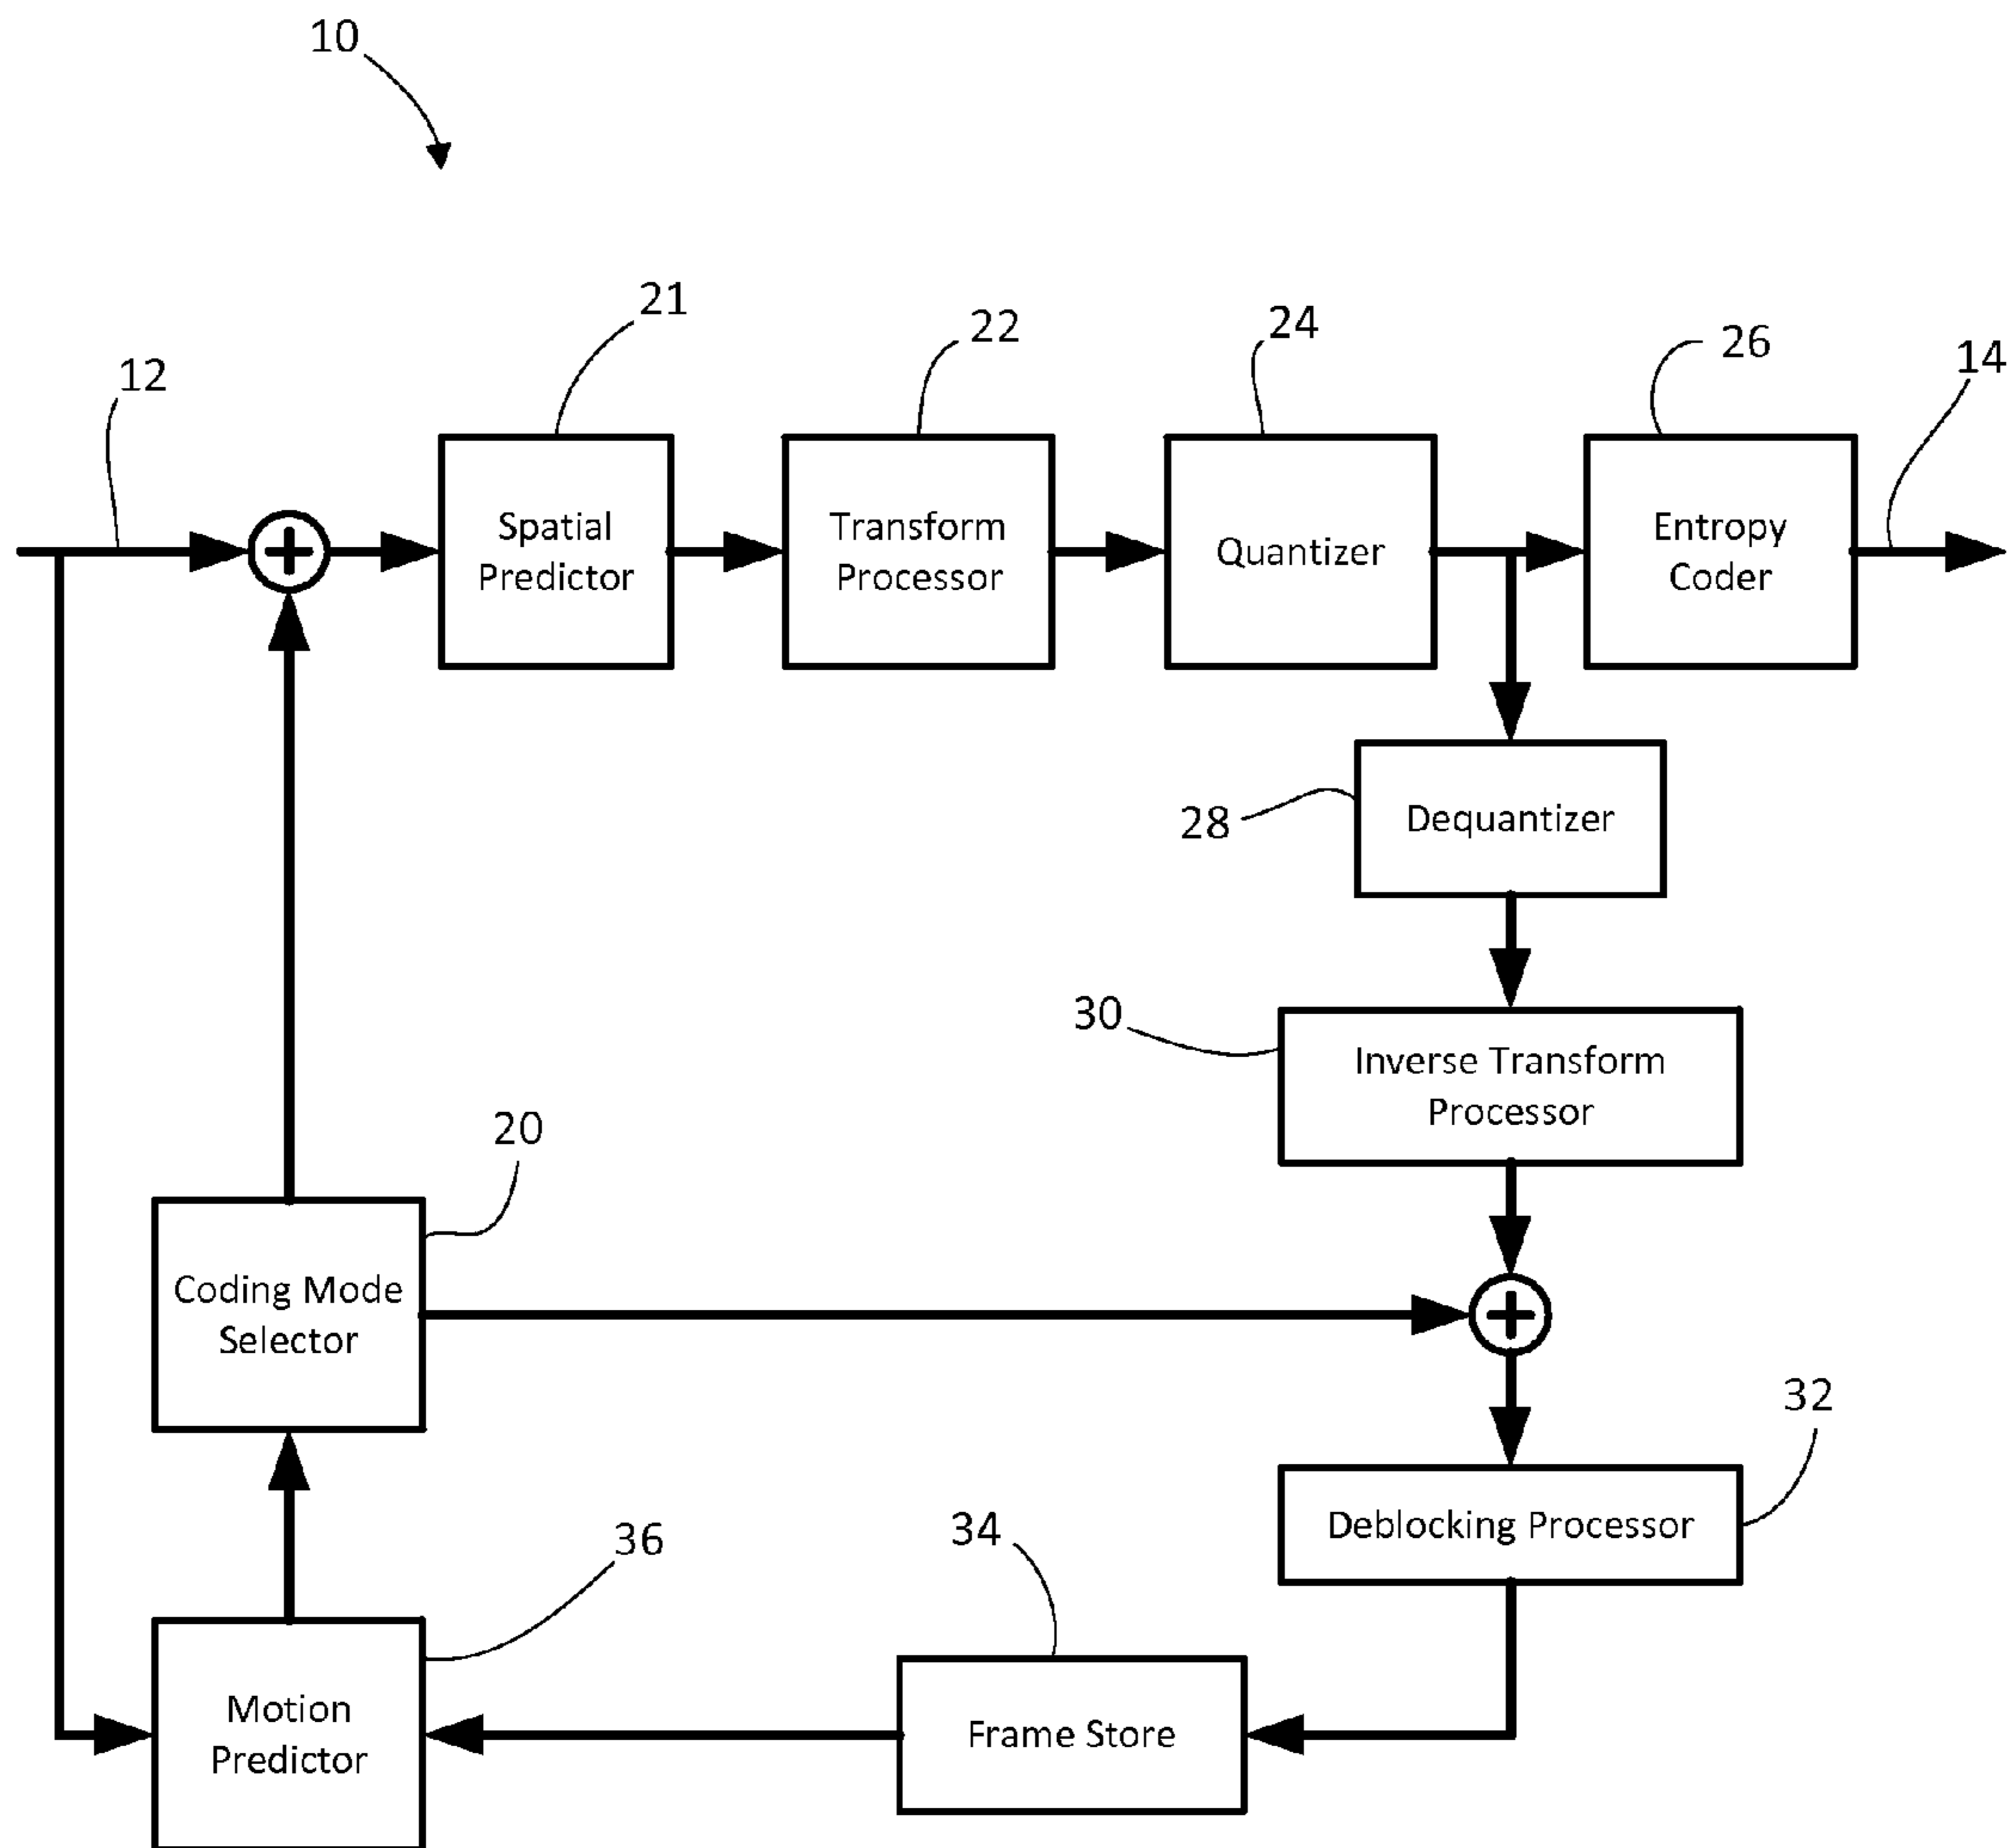 10
21
22
24
26
14
12
Spatial
Predictor
Transform
Processor
Quantizer
Entropy
Coder
28
Dequantizer
30
Inverse Transform
Processor
20
Coding Mode
Selector
32
Deblocking Processor
34
36
Motion
Predictor
Frame Store